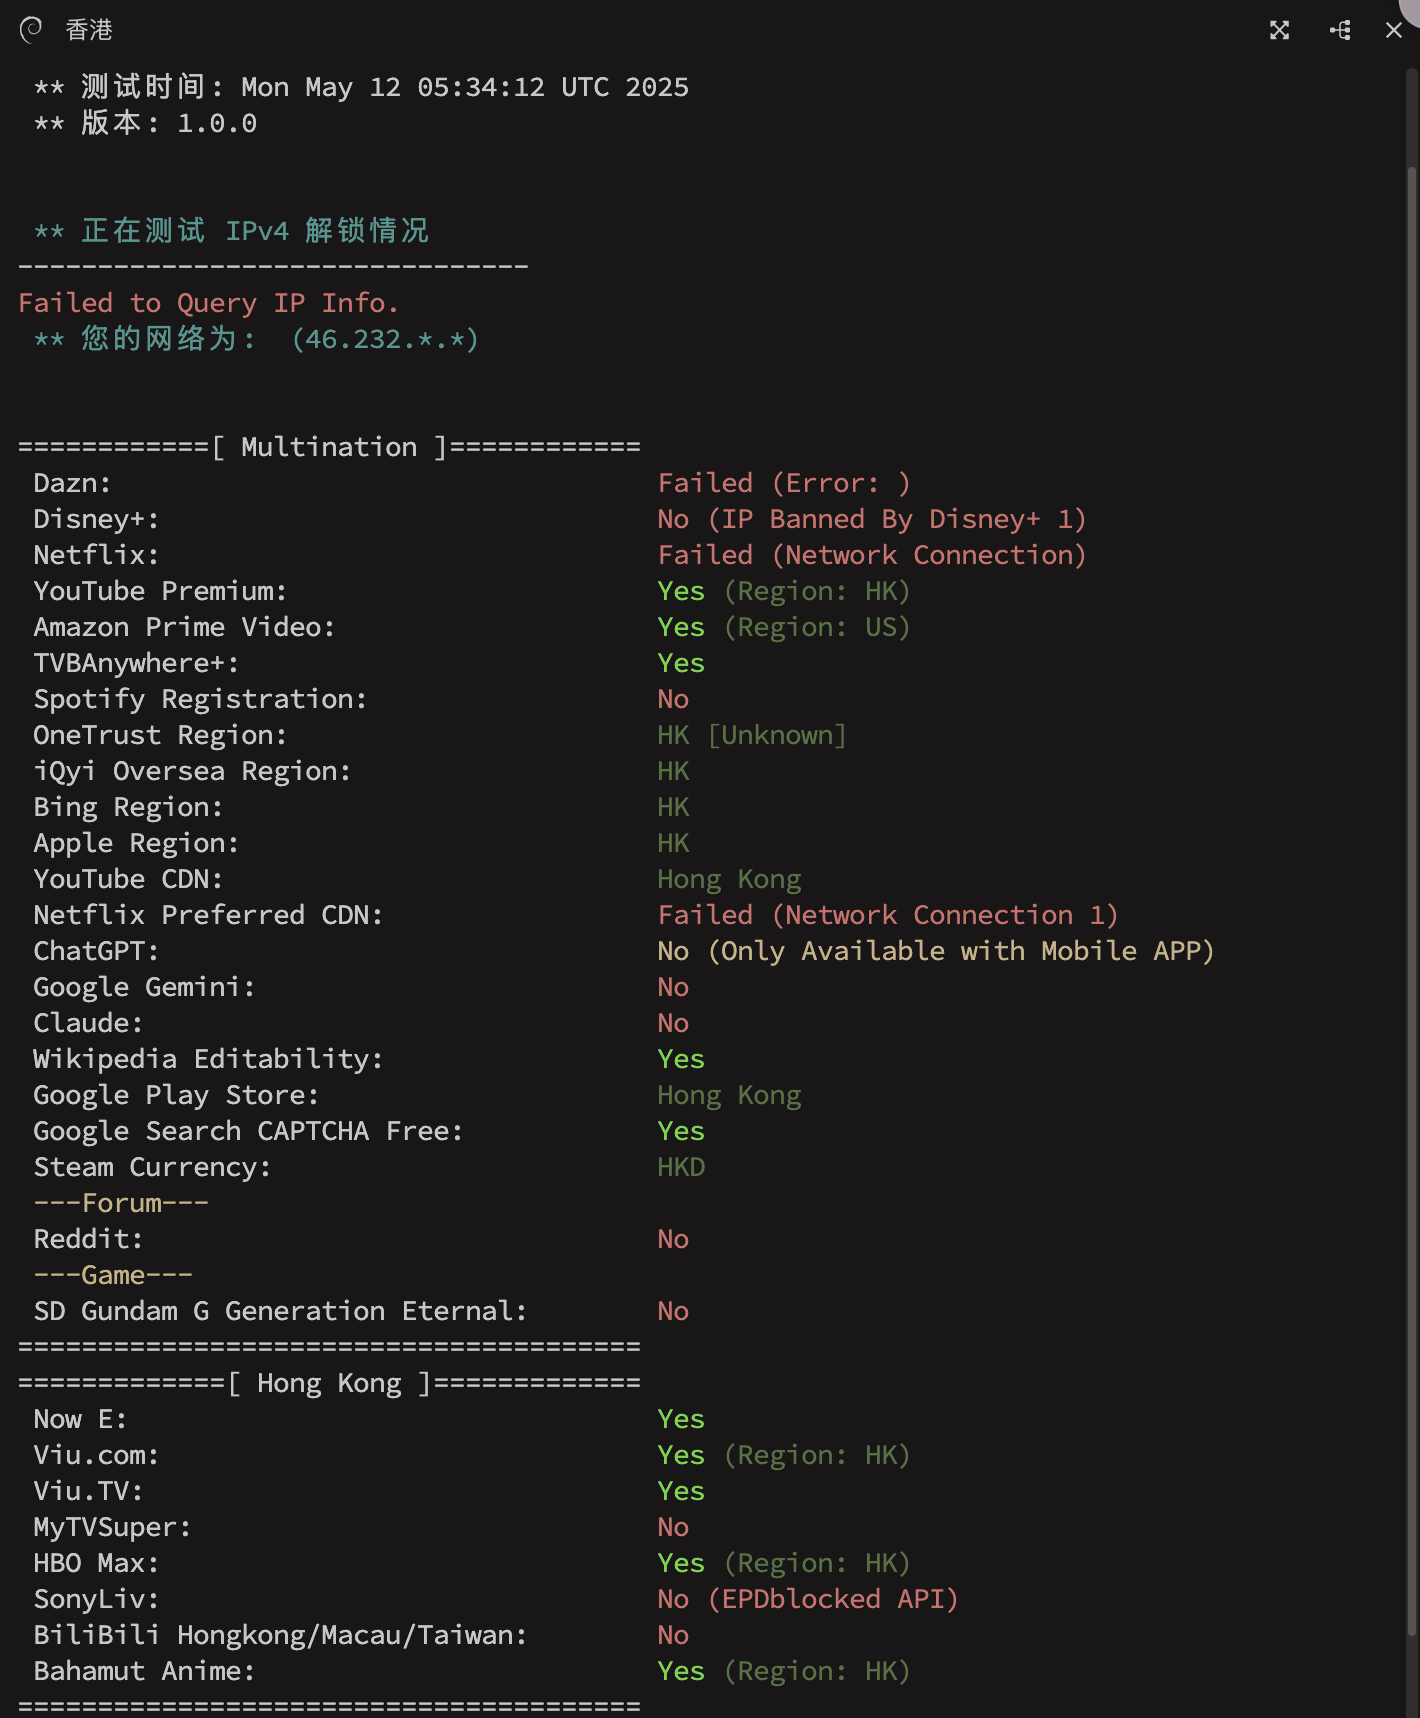 香港
** 测试时间: Mon May 12 05:34:12 UTC 2025
** 版本: 1.0.0
** 正在测试 IPv4 解锁情况
--------------------------------
Failed to Query IP Info.
** 您的网络为:  (46.232.*.*)
============[ Multination ]============
Dazn: Failed (Error: )
Disney+: No (IP Banned By Disney+ 1)
Netflix: Failed (Network Connection)
YouTube Premium: Yes (Region: HK)
Amazon Prime Video: Yes (Region: US)
TVBAnywhere+: Yes
Spotify Registration: No
OneTrust Region: HK [Unknown]
iQyi Oversea Region: HK
Bing Region: HK
Apple Region: HK
YouTube CDN: Hong Kong
Netflix Preferred CDN: Failed (Network Connection 1)
ChatGPT: No (Only Available with Mobile APP)
Google Gemini: No
Claude: No
Wikipedia Editability: Yes
Google Play Store: Hong Kong
Google Search CAPTCHA Free: Yes
Steam Currency: HKD
---Forum---
Reddit: No
---Game---
SD Gundam G Generation Eternal: No
=======================================
=============[ Hong Kong ]=============
Now E: Yes
Viu.com: Yes (Region: HK)
Viu.TV: Yes
MyTVSuper: No
HBO Max: Yes (Region: HK)
SonyLiv: No (EPDblocked API)
BiliBili Hongkong/Macau/Taiwan: No
Bahamut Anime: Yes (Region: HK)
=======================================